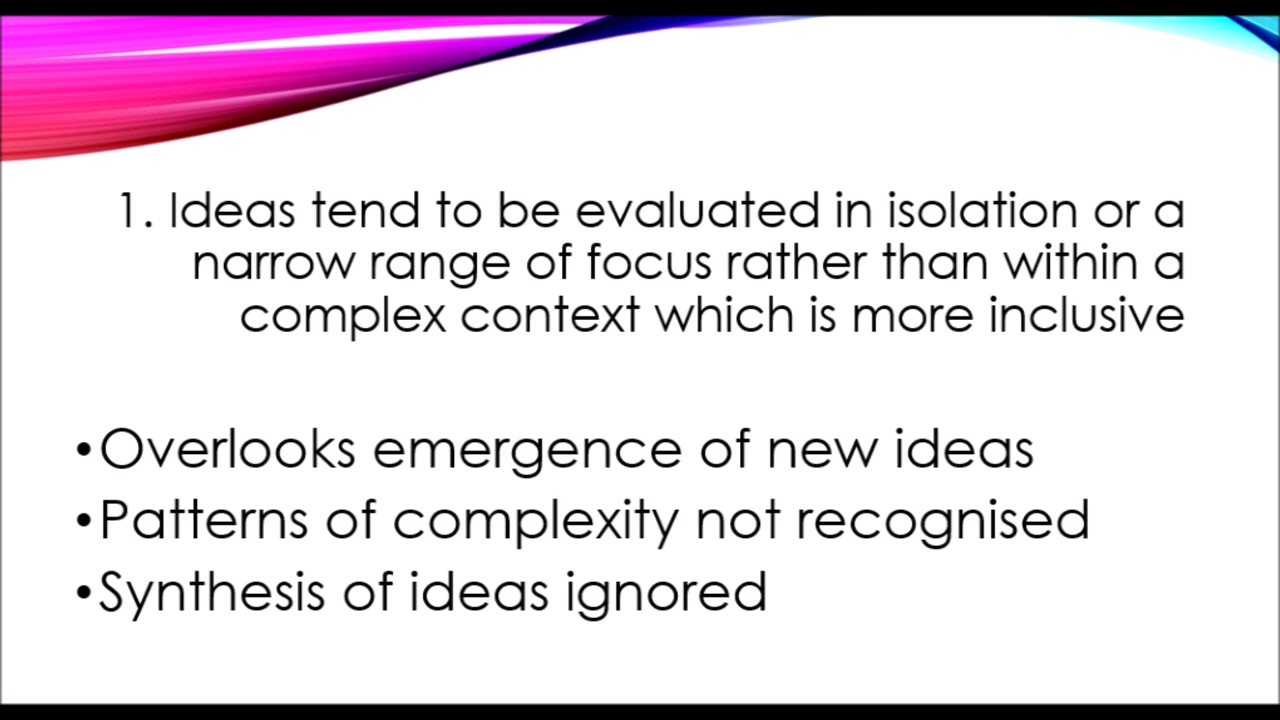 1. Ideas tend to be evaluated in isolation or a
narrow range of focus rather than within a
complex context which is more inclusive
•Overlooks emergence of new ideas
•Patterns of complexity not recognised
•Synthesis of ideas ignored